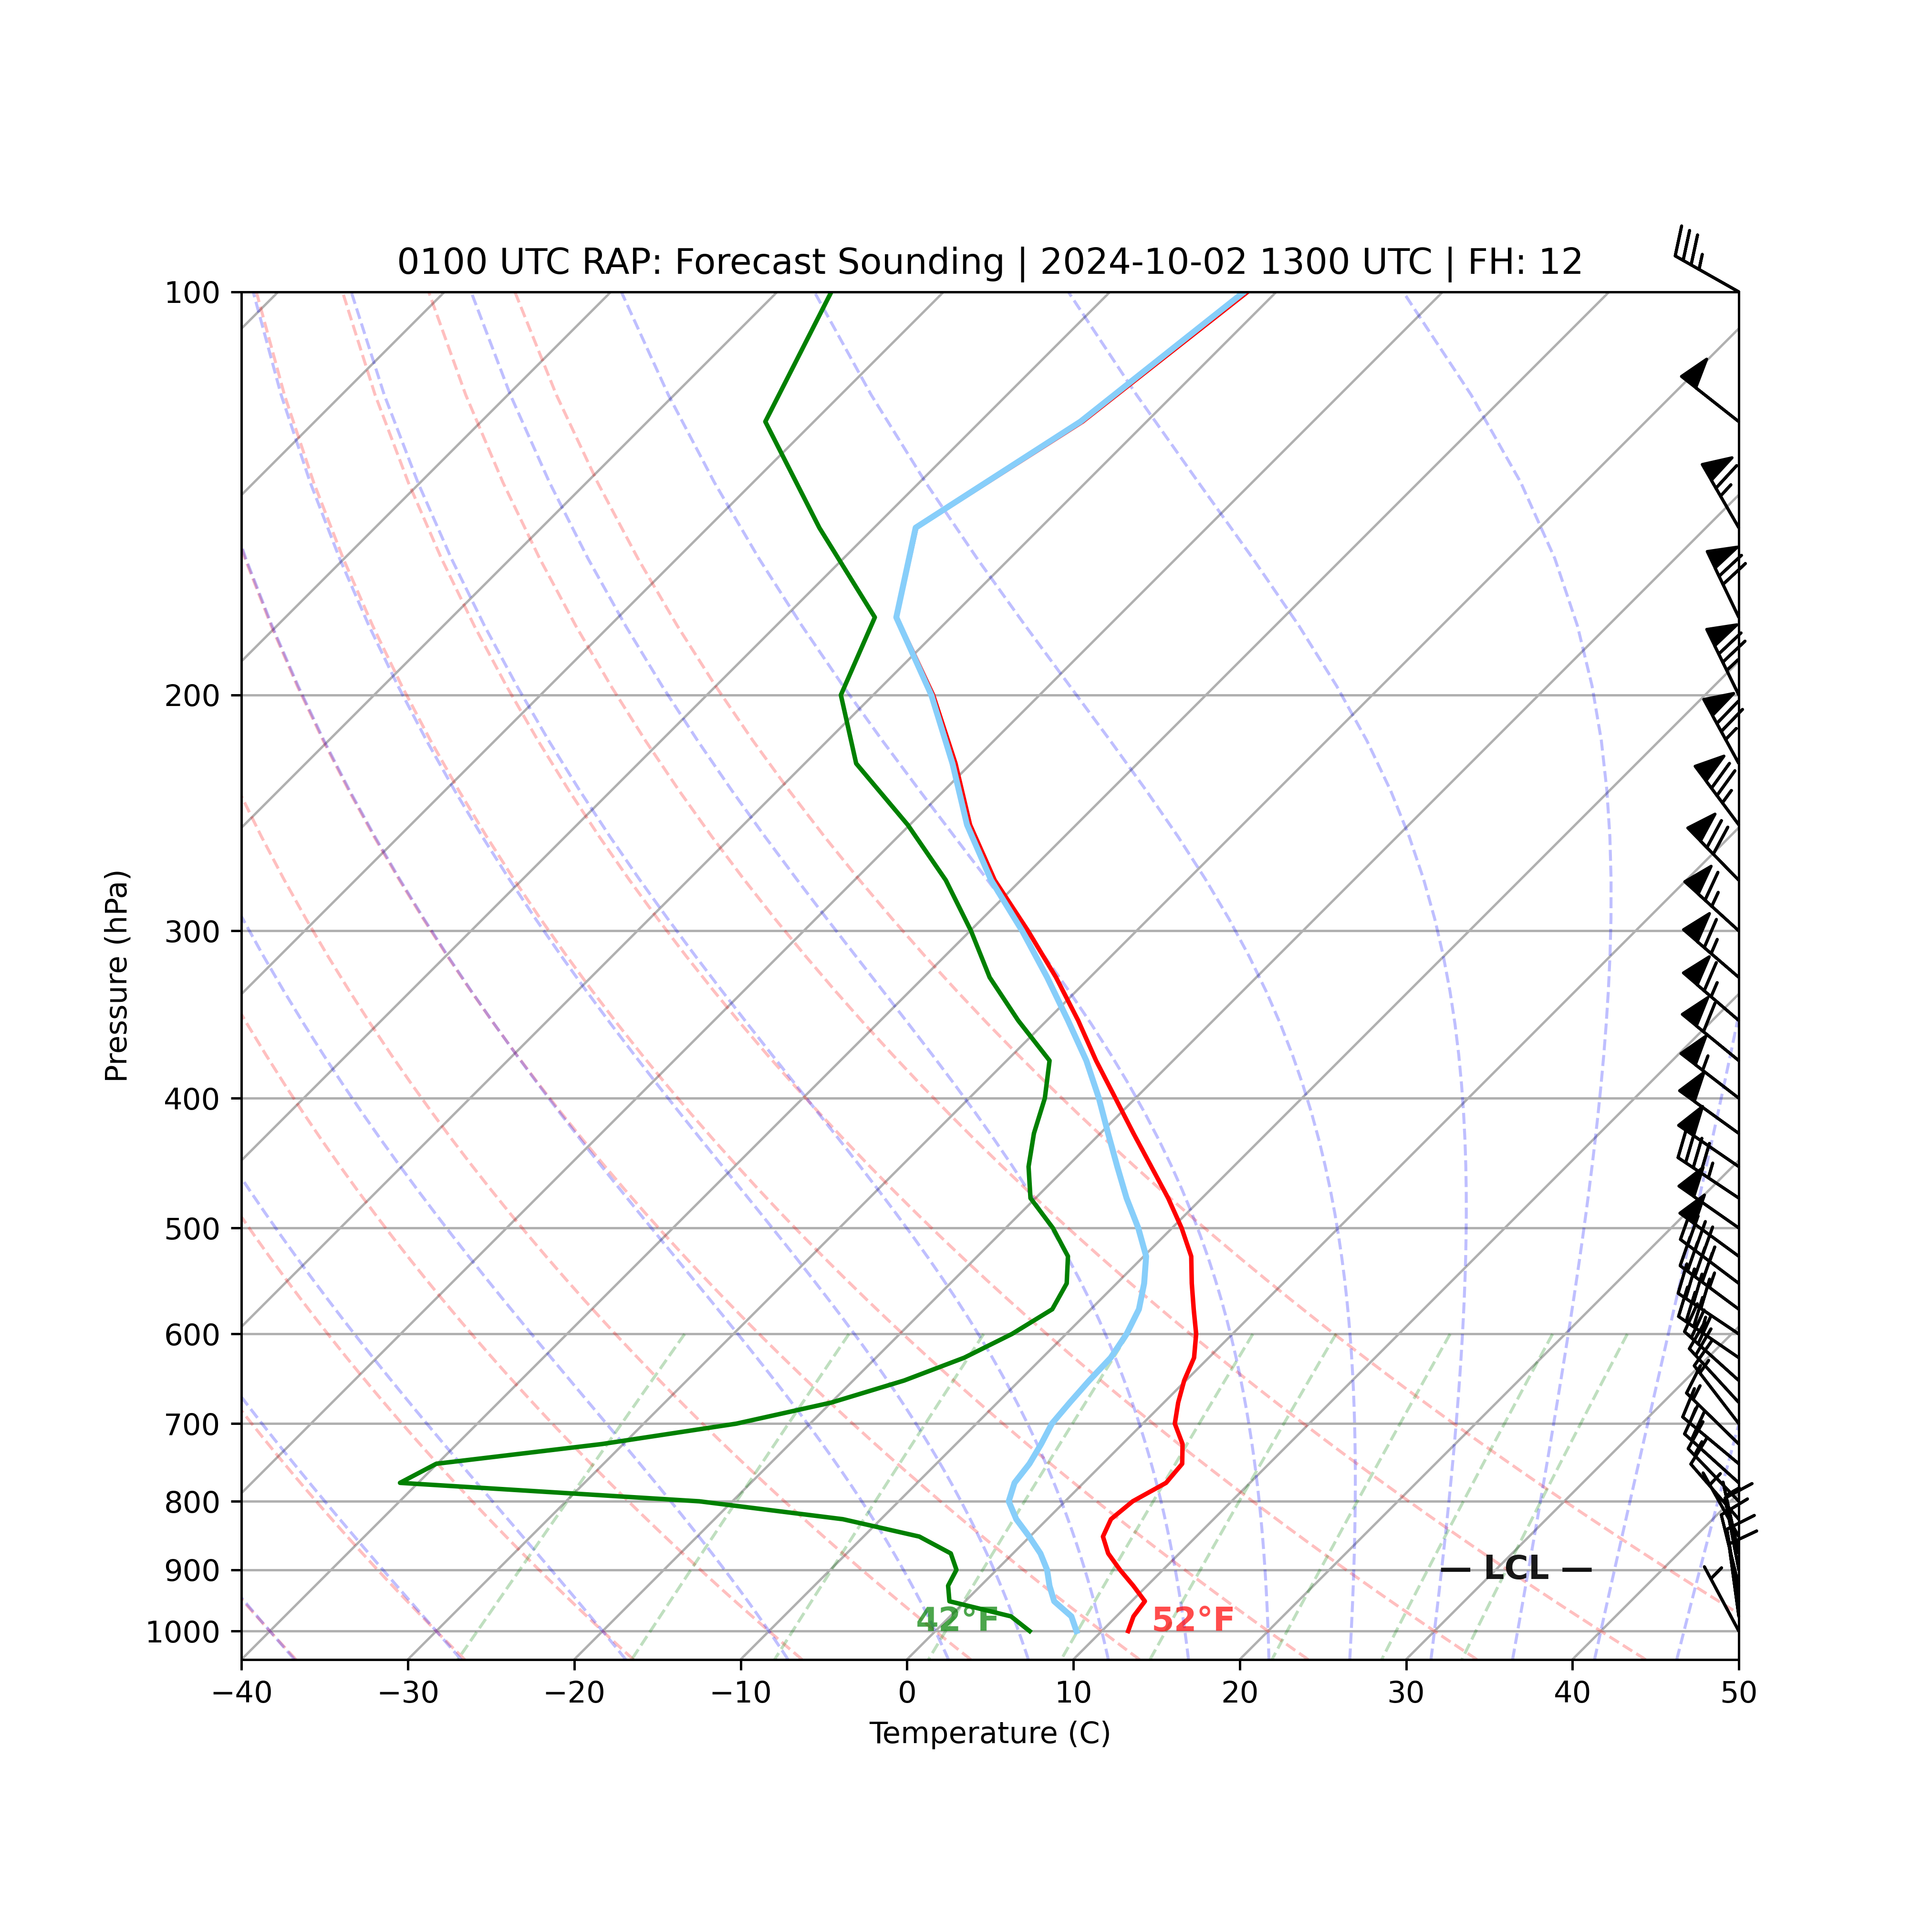 0100 UTC RAP: Forecast Sounding | 2024-10-02 1300 UTC | FH: 12
100
200
300
400
500
600
700
800
900
1000
Pressure (hPa)
— LCL —
42°F
52°F
−40 −30 −20 −10 0 10 20 30 40 50
Temperature (C)